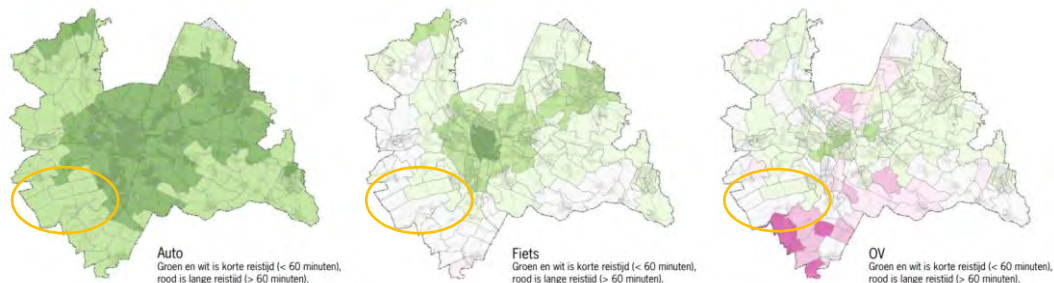 Auto
Groen en wit is korte reistijd (< 60 minuten),
rood is lange reistijd (> 60 minuten).
Fiets
Groen en wit is korte reistijd (< 60 minuten),
rood is lange reistijd (> 60 minuten).
OV
Groen en wit is korte reistijd (< 60 minuten),
rood is lange reistijd (> 60 minuten).